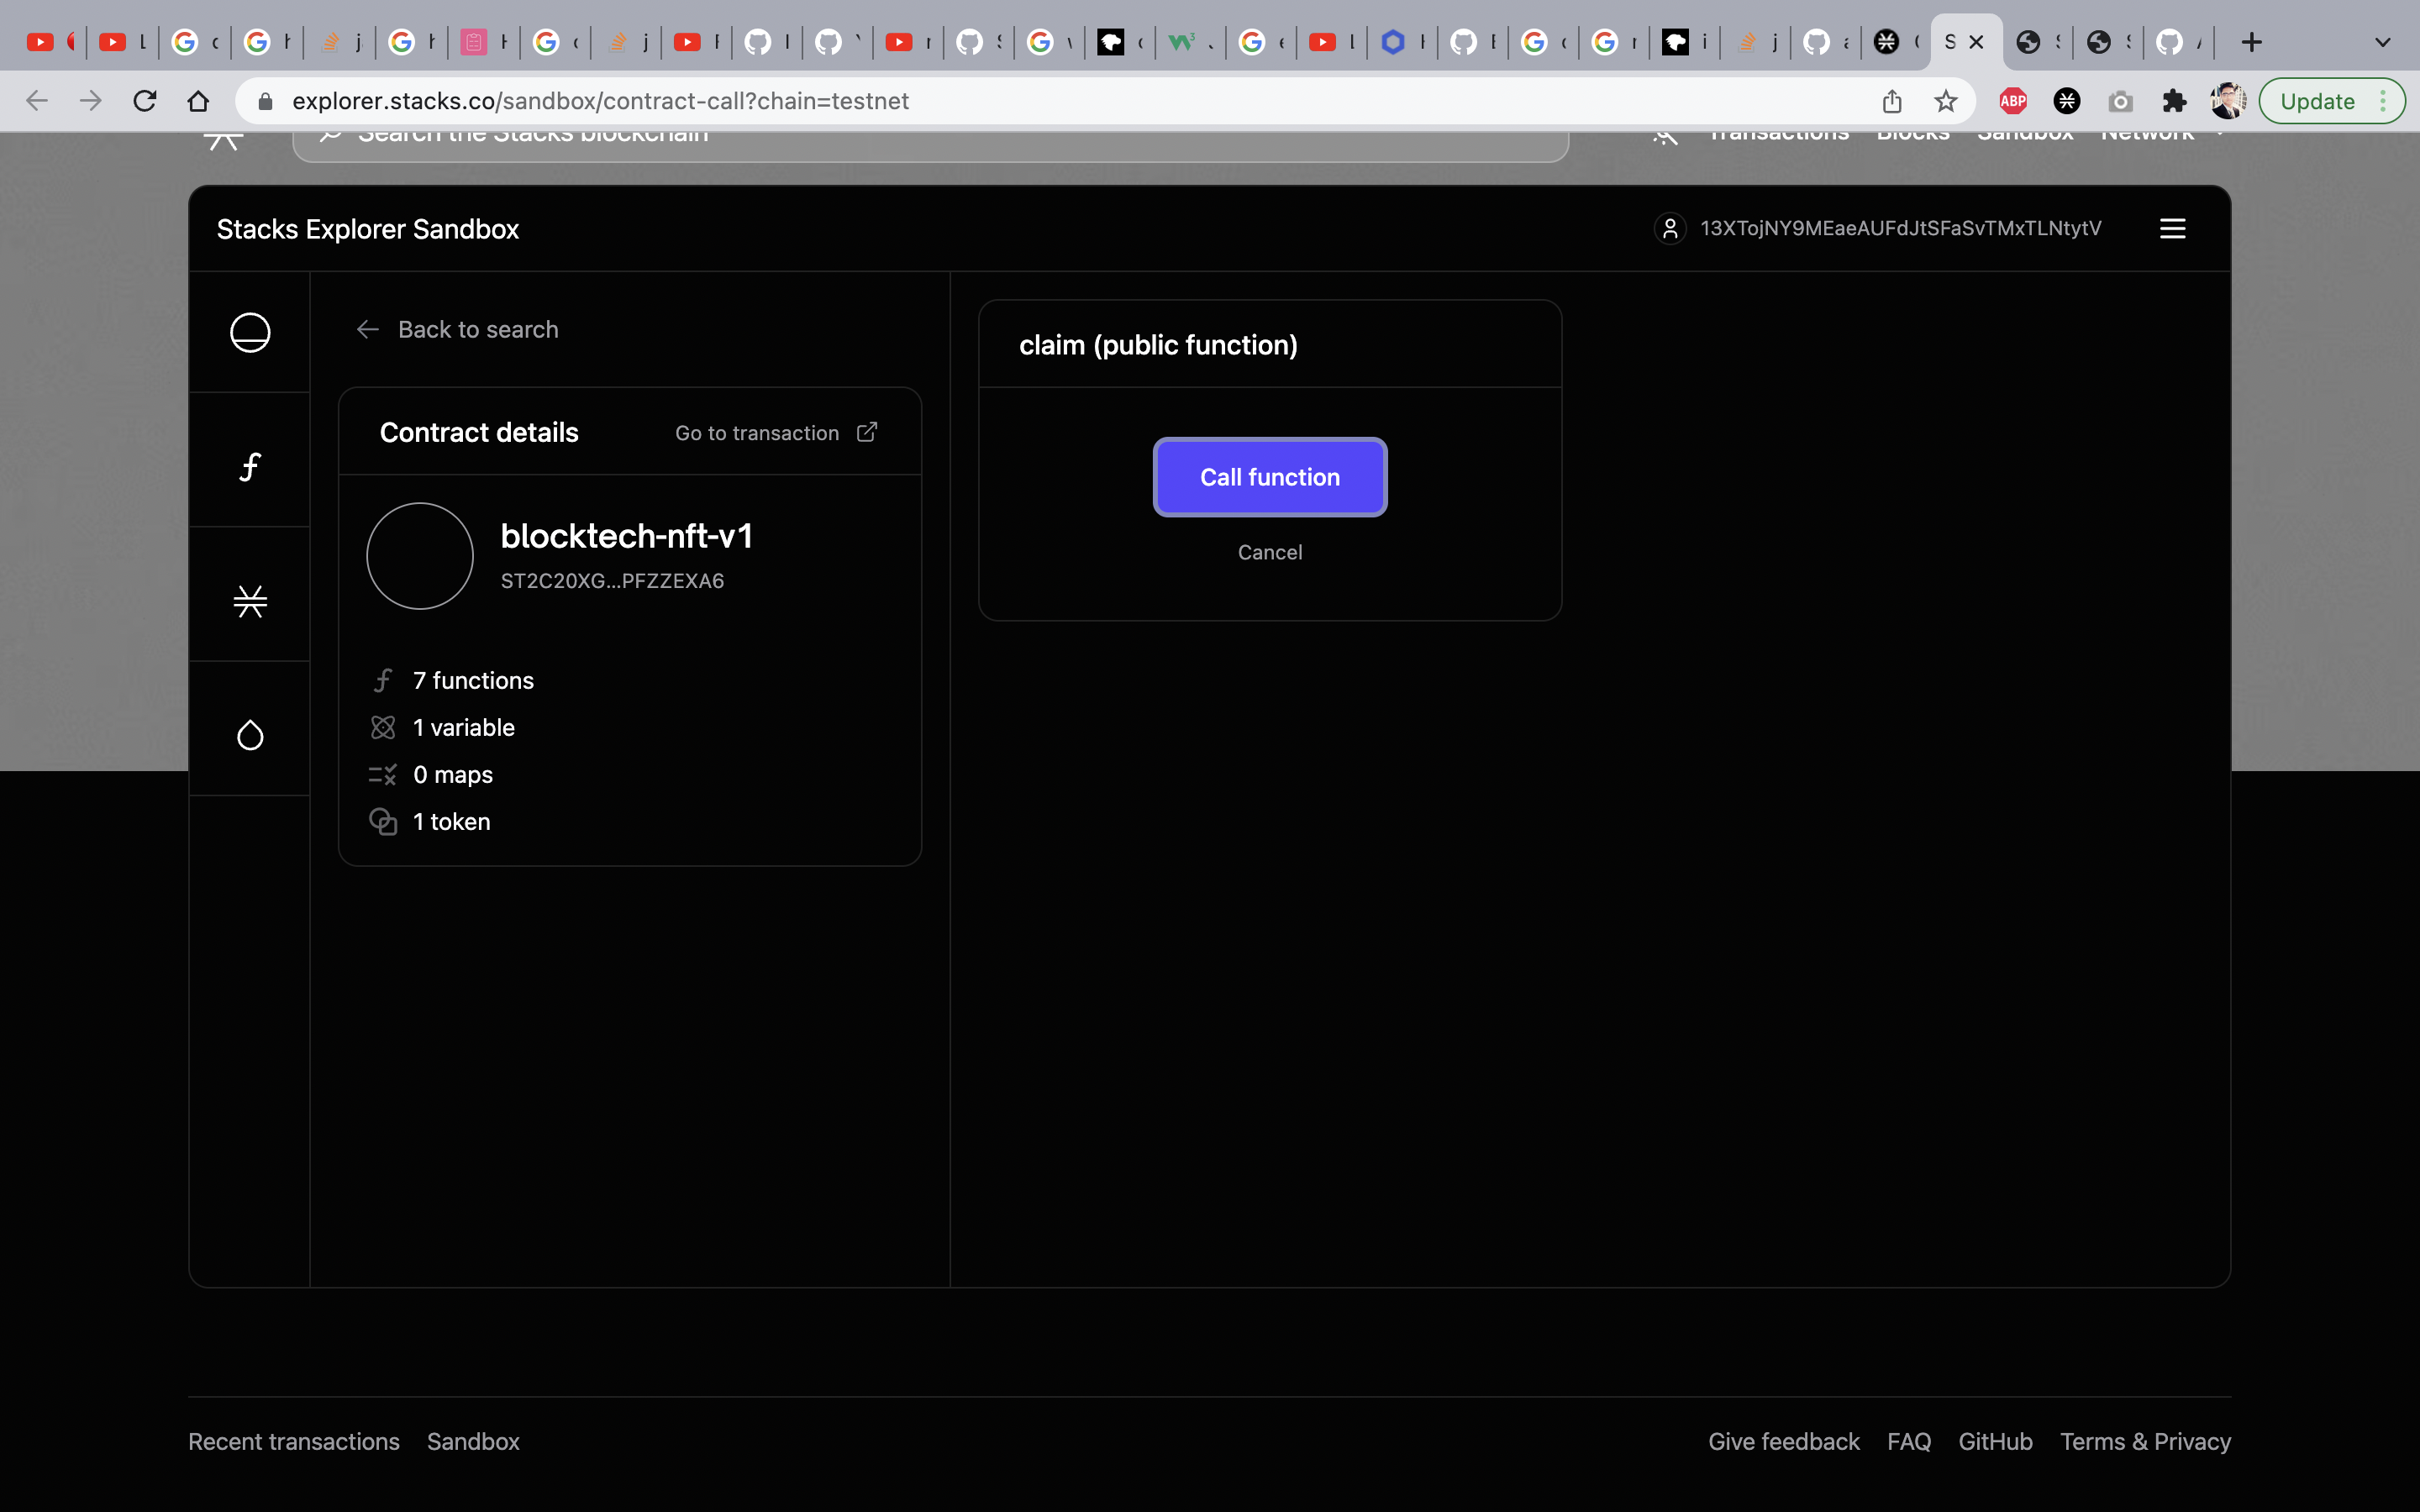 Update
explorer.stacks.co/sandbox/contract-call?chain=testnet
ABP
Search the Stacks blockchain
Transactions Blocks Sandbox Network
Stacks Explorer Sandbox
13XTojNY9MEaeAUFdJtSFaSvTMxTLNtytV
Back to search
Contract details
Go to transaction
blocktech-nft-v1
ST2C20XG...PFZZEXA6
7 functions
1 variable
0 maps
1 token
claim (public function)
Call function
Cancel
Recent transactions Sandbox
Give feedback FAQ GitHub Terms & Privacy